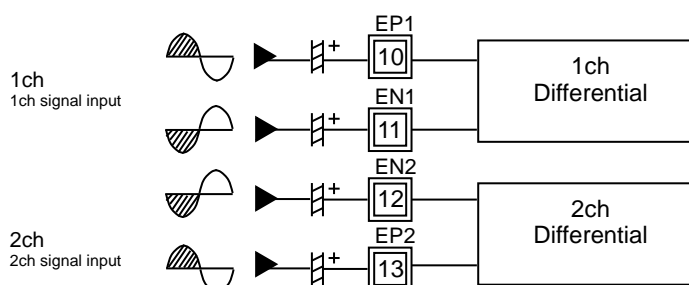 EP1
10
+
1ch
1ch signal input
1ch
Differential
EN1
11
+
EN2
12
+
2ch
2ch signal input
2ch
Differential
EP2
13
+